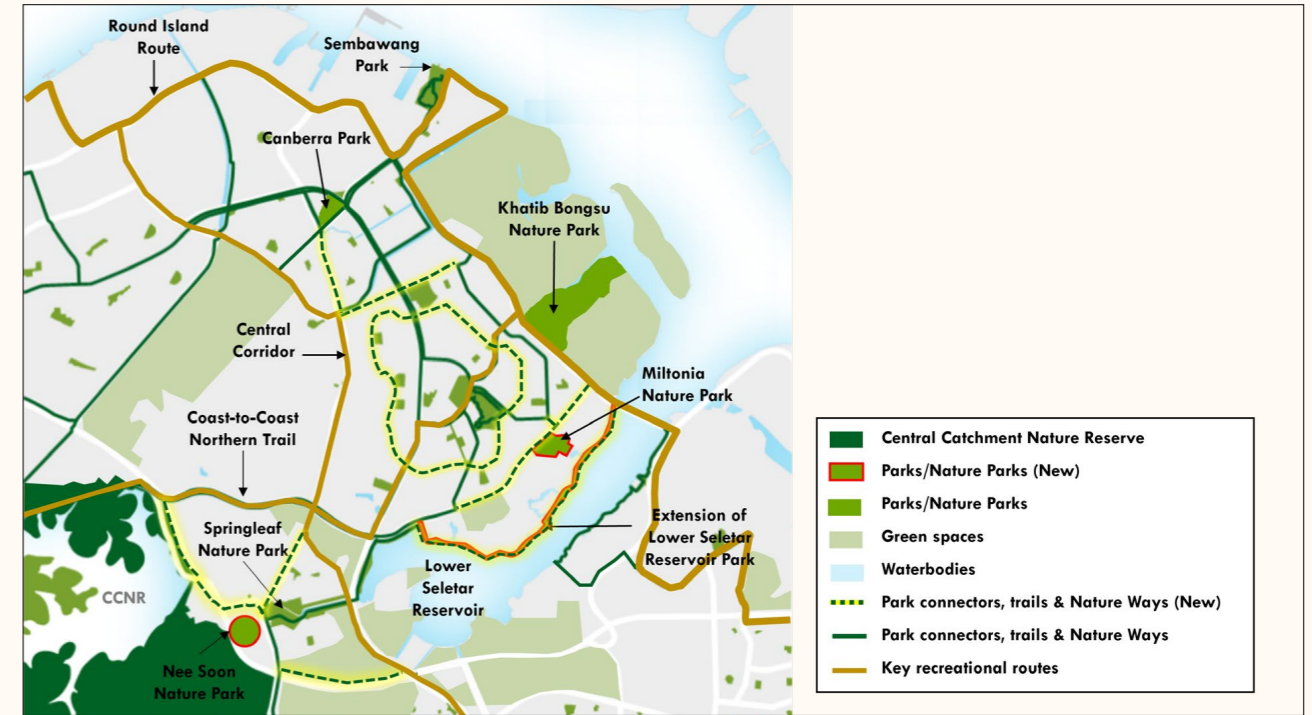 Round Island
Route
Sembawang
Park
Canberra Park
Khatib Bongsu
Nature Park
Central
Corridor
Miltonia
Nature Park
Coast-to-Coast
Northern Trail
Springleaf
Nature Park
Extension of
Lower Seletar
Reservoir Park
Lower
Seletar
Reservoir
CCNR
Nee Soon
Nature Park
Central Catchment Nature Reserve
Parks/Nature Parks (New)
Parks/Nature Parks
Green spaces
Waterbodies
Park connectors, trails & Nature Ways (New)
Park connectors, trails & Nature Ways
Key recreational routes